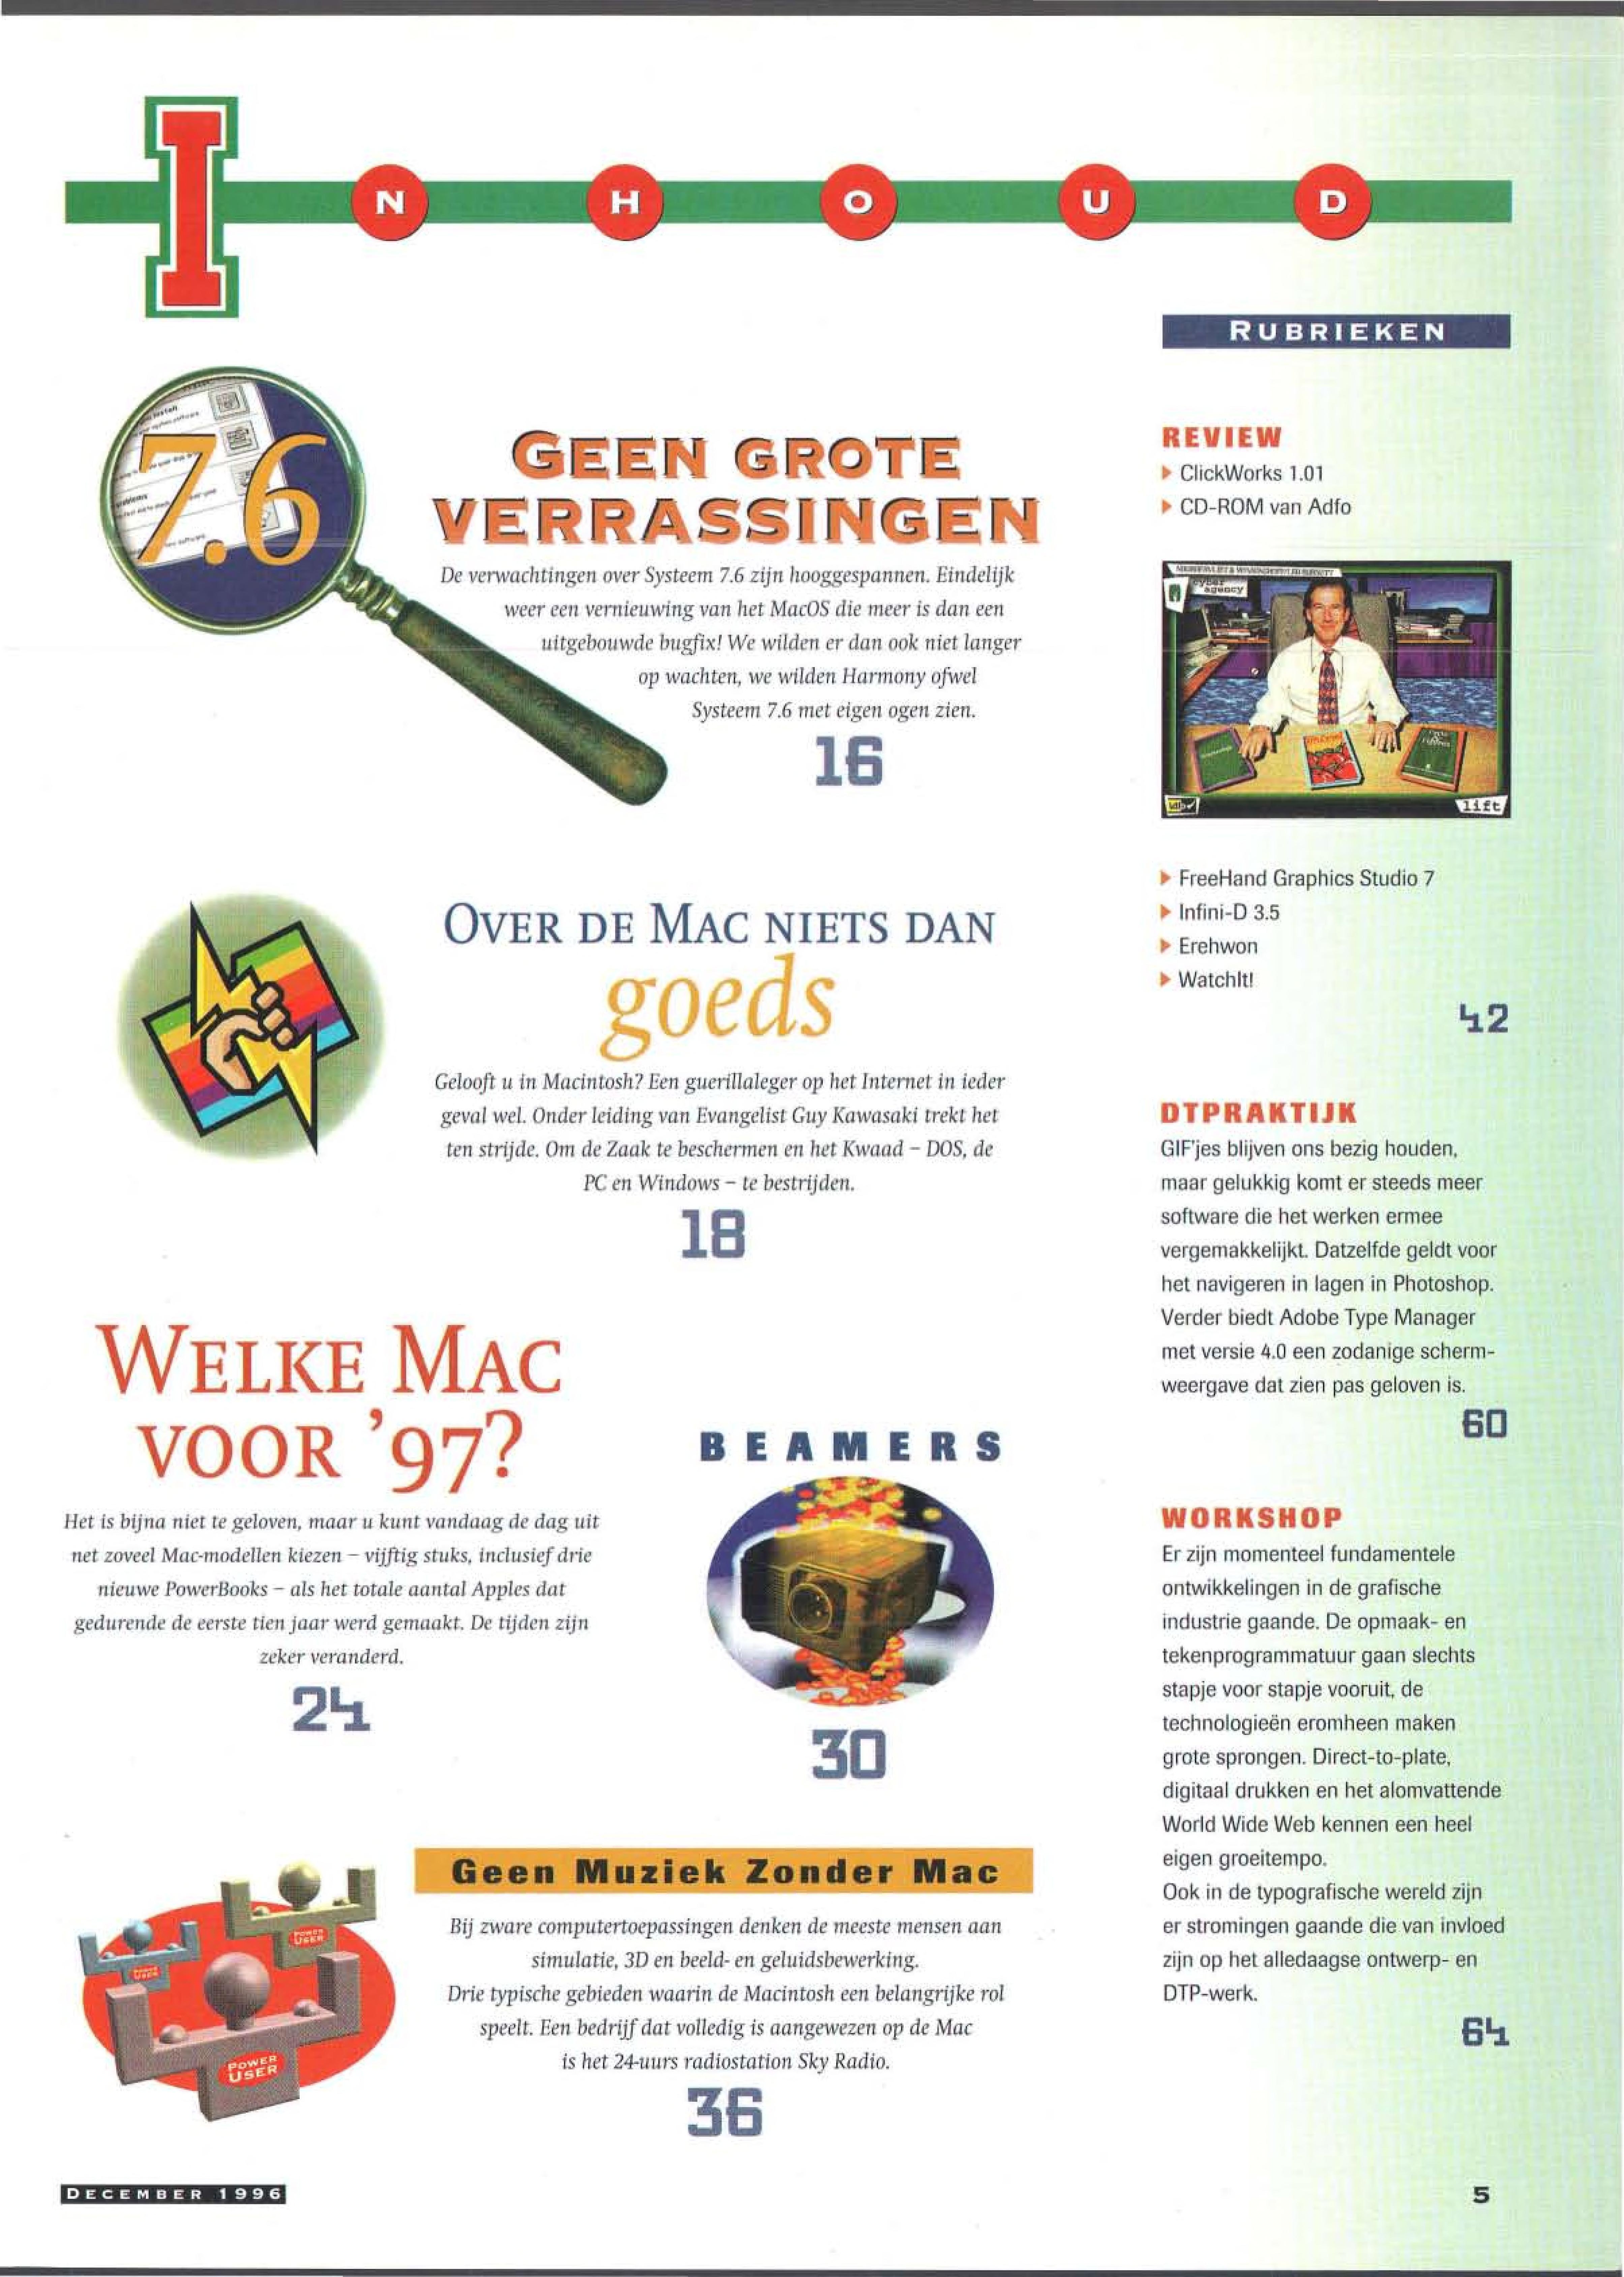 INHOUD
7.6
GEEN GROTE
VERRASSINGEN
De verwachtingen over Systeem 7.6 zijn hooggespannen. Eindelijk
weer een vernieuwing van het MacOS die meer is dan een
uitgebouwde bugfix! We wilden er dan ook niet langer
op wachten, we wilden Harmony ofwel
Systeem 7.6 met eigen ogen zien.
16
OVER DE MAC NIETS DAN
goeds
Gelooft u in Macintosh? Een guerillaleger op het Internet in ieder
geval wel. Onder leiding van Evangelist Guy Kawasaki trekt het
ten strijde. Om de Zaak te beschermen en het Kwaad – DOS, de
PC en Windows – te bestrijden.
18
WELKE MAC
VOOR '97?
Het is bijna niet te geloven, maar u kunt vandaag de dag uit
net zoveel Mac-modellen kiezen – vijftig stuks, inclusief drie
nieuwe PowerBooks – als het totale aantal Apples dat
gedurende de eerste tien jaar werd gemaakt. De tijden zijn
zeker veranderd.
24
BEAMERS
30
Geen Muziek Zonder Mac
Bij zware computertoepassingen denken de meeste mensen aan
simulatie, 3D en beeld- en geluidsbewerking.
Drie typische gebieden waarin de Macintosh een belangrijke rol
speelt. Een bedrijf dat volledig is aangewezen op de Mac
is het 24-uurs radiostation Sky Radio.
36
POWER
USER
POWER
USER
POWER
USER
RUBRIEKEN
REVIEW
ClickWorks 1.01
CD-ROM van Adfo
cyber
agency
lift
FreeHand Graphics Studio 7
Infini-D 3.5
Erehwon
WatchIt!
42
DTPRAKTIJK
GIF'jes blijven ons bezig houden,
maar gelukkig komt er steeds meer
software die het werken ermee
vergemakkelijkt. Datzelfde geldt voor
het navigeren in lagen in Photoshop.
Verder biedt Adobe Type Manager
met versie 4.0 een zodanige scherm-
weergave dat zien pas geloven is.
60
WORKSHOP
Er zijn momenteel fundamentele
ontwikkelingen in de grafische
industrie gaande. De opmaak- en
tekenprogrammatuur gaan slechts
stapje voor stapje vooruit, de
technologieën eromheen maken
grote sprongen. Direct-to-plate,
digitaal drukken en het alomvattende
World Wide Web kennen een heel
eigen groeitempo.
Ook in de typografische wereld zijn
er stromingen gaande die van invloed
zijn op het alledaagse ontwerp- en
DTP-werk.
64
DECEMBER 1996
5